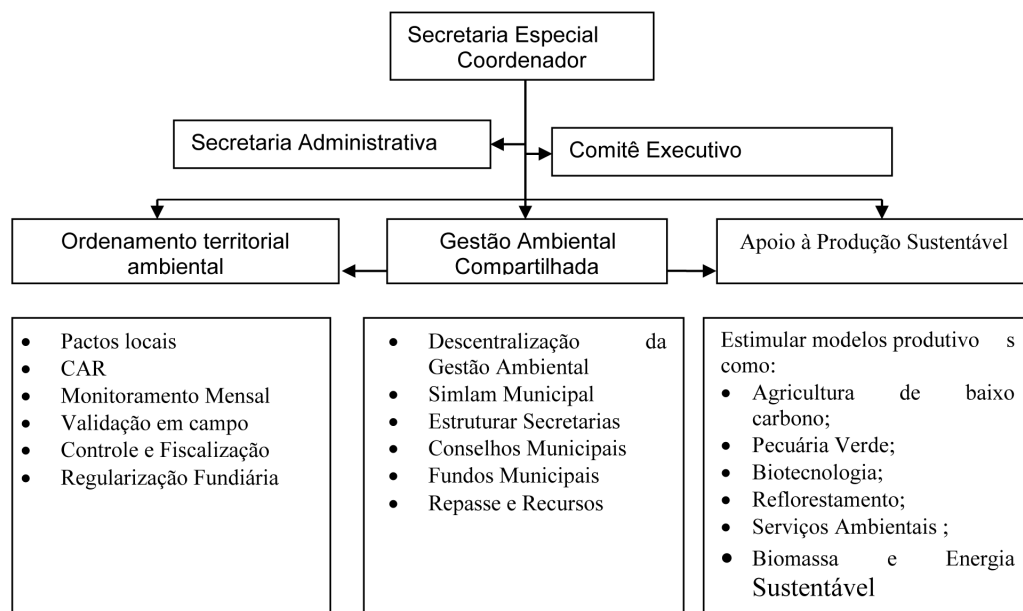 Secretaria Especial
Coordenador
Secretaria Administrativa
Comitê Executivo
Ordenamento territorial
ambiental
Gestão Ambiental
Compartilhada
Apoio à Produção Sustentável
• Pactos locais
• CAR
• Monitoramento Mensal
• Validação em campo
• Controle e Fiscalização
• Regularização Fundiária
• Descentralização da
Gestão Ambiental
• Simlam Municipal
• Estruturar Secretarias
• Conselhos Municipais
• Fundos Municipais
• Repasse e Recursos
Estimular modelos produtivo s
como:
• Agricultura de baixo
carbono;
• Pecuária Verde;
• Biotecnologia;
• Reflorestamento;
• Serviços Ambientais ;
• Biomassa e Energia
Sustentável